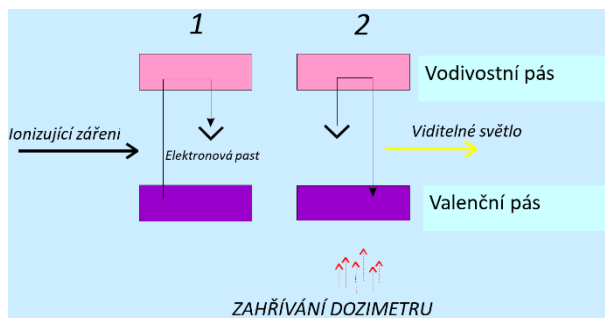 1
2
Vodivostní pás
Ionizující záření
Elektronová past
Viditelné světlo
Valenční pás
ZAHŘÍVÁNÍ DOZIMETRU